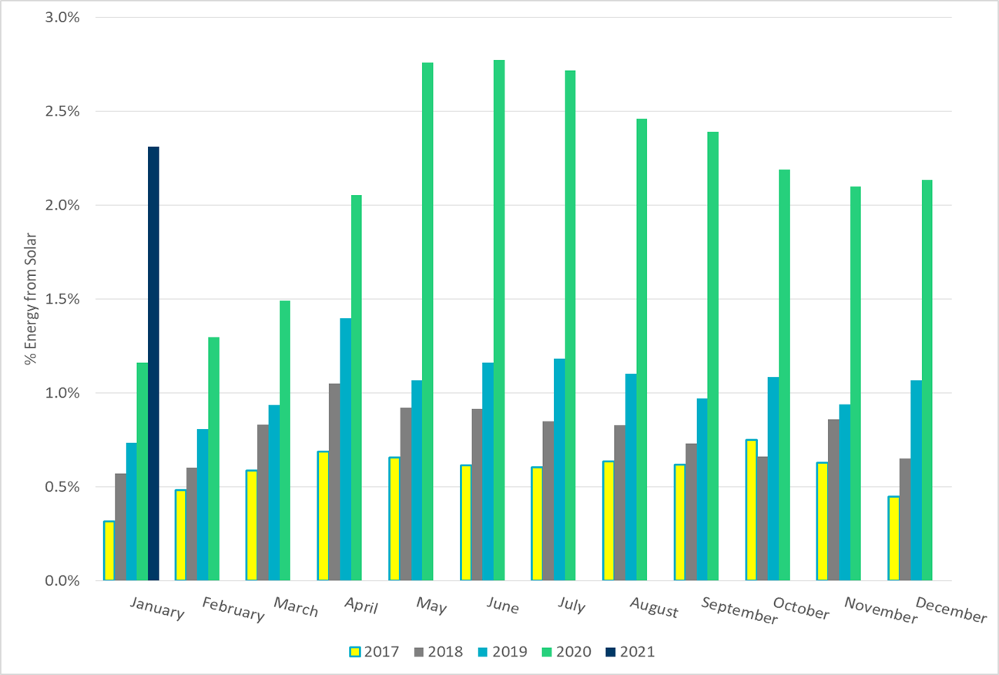 3.0%
2.5%
2.0%
1.5%
1.0%
0.5%
0.0%
% Energy from Solar
January February March April May June July August September October November December
2017 2018 2019 2020 2021